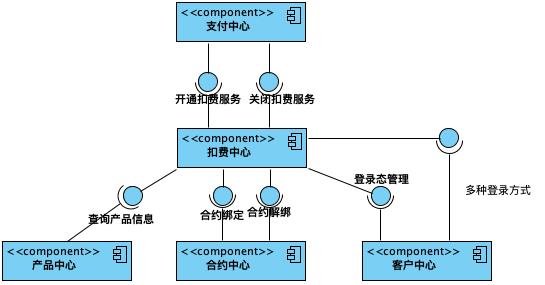 <<component>>
支付中心
开通扣费服务
关闭扣费服务
<<component>>
扣费中心
登录态管理
多种登录方式
查询产品信息
合约绑定
合约解绑
<<component>>
产品中心
<<component>>
合约中心
<<component>>
客户中心